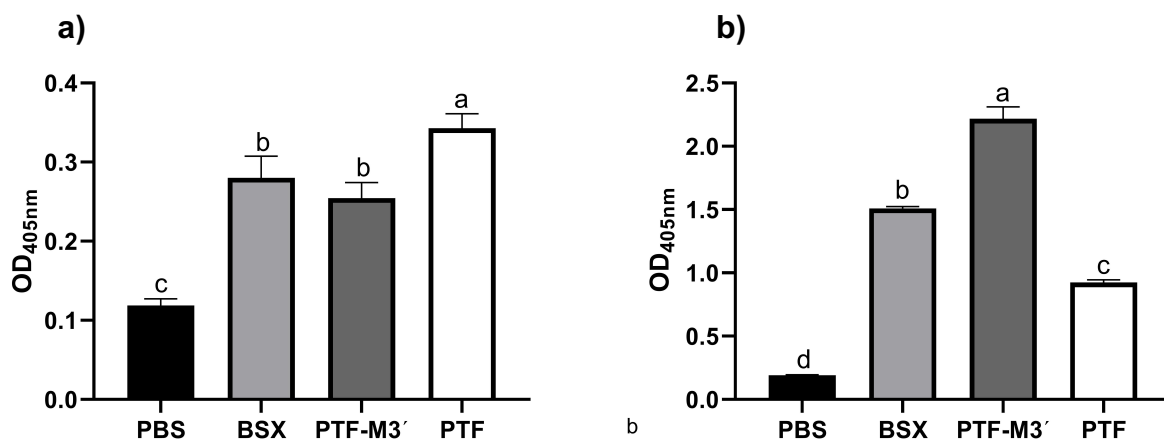 a)
OD405nm
0.4
0.3
0.2
0.1
0.0
c
b
b
a
PBS
BSX
PTF-M3´
PTF
b)
OD405nm
2.5
2.0
1.5
1.0
0.5
0.0
d
b
a
c
PBS
BSX
PTF-M3´
PTF
b